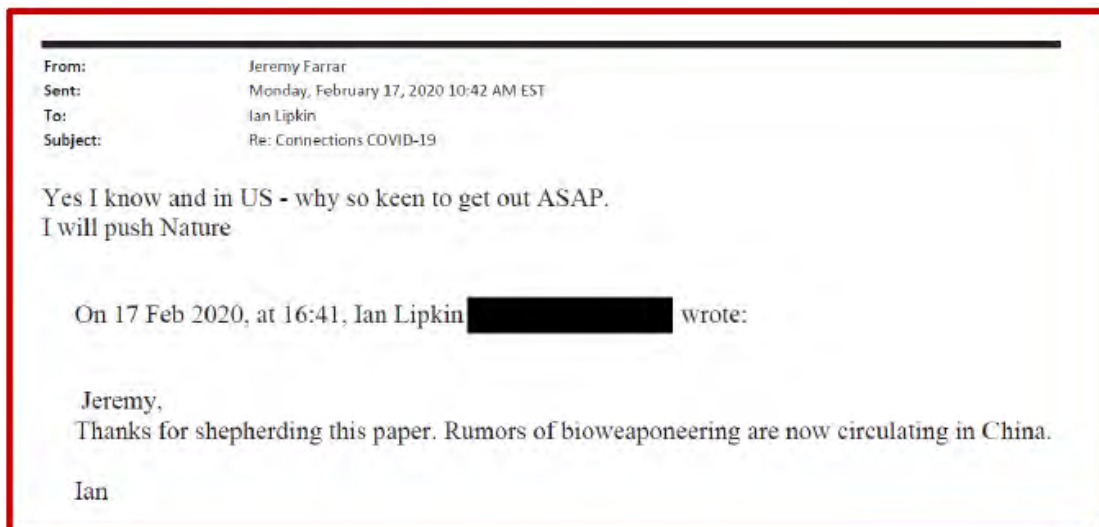 From: Jeremy Farrar
Sent: Monday, February 17, 2020 10:42 AM EST
To: Ian Lipkin
Subject: Re: Connections COVID-19
Yes I know and in US - why so keen to get out ASAP.
I will push Nature
On 17 Feb 2020, at 16:41, Ian Lipkin wrote:
Jeremy,
Thanks for shepherding this paper. Rumors of bioweaponeering are now circulating in China.
Ian